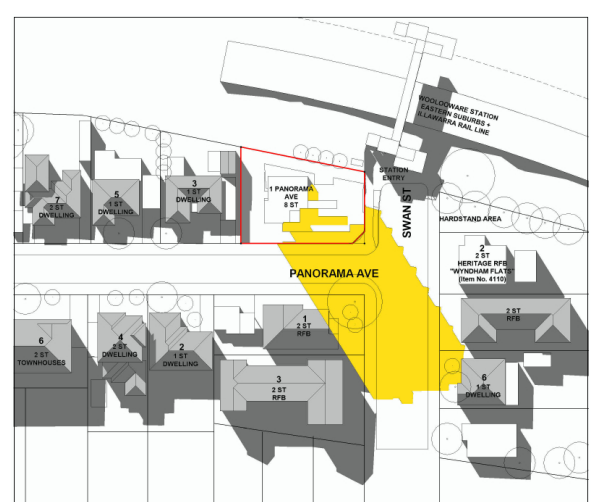 WOOLOOWARE STATION
EASTERN SUBURBS +
ILLAWARRA RAIL LINE
STATION
ENTRY
SWAN ST
HARDSTAND AREA
1 PANORAMA
AVE
8 ST
3
1 ST
DWELLING
5
1 ST
DWELLING
7
2 ST
DWELLING
2
2 ST
HERITAGE RFB
"WYNDHAM FLATS"
(Item No. 4110)
PANORAMA AVE
2 ST
RFB
1
2 ST
RFB
2
1 ST
DWELLING
4
2 ST
DWELLING
6
2 ST
TOWNHOUSES
3
2 ST
RFB
6
1 ST
DWELLING